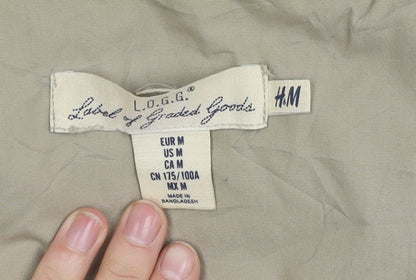 L.O.G.G.®
Label of Graded Goods
H.M
EUR M
US M
CA M
CN 175/100A
MX M
MADE IN
BANGLADESH